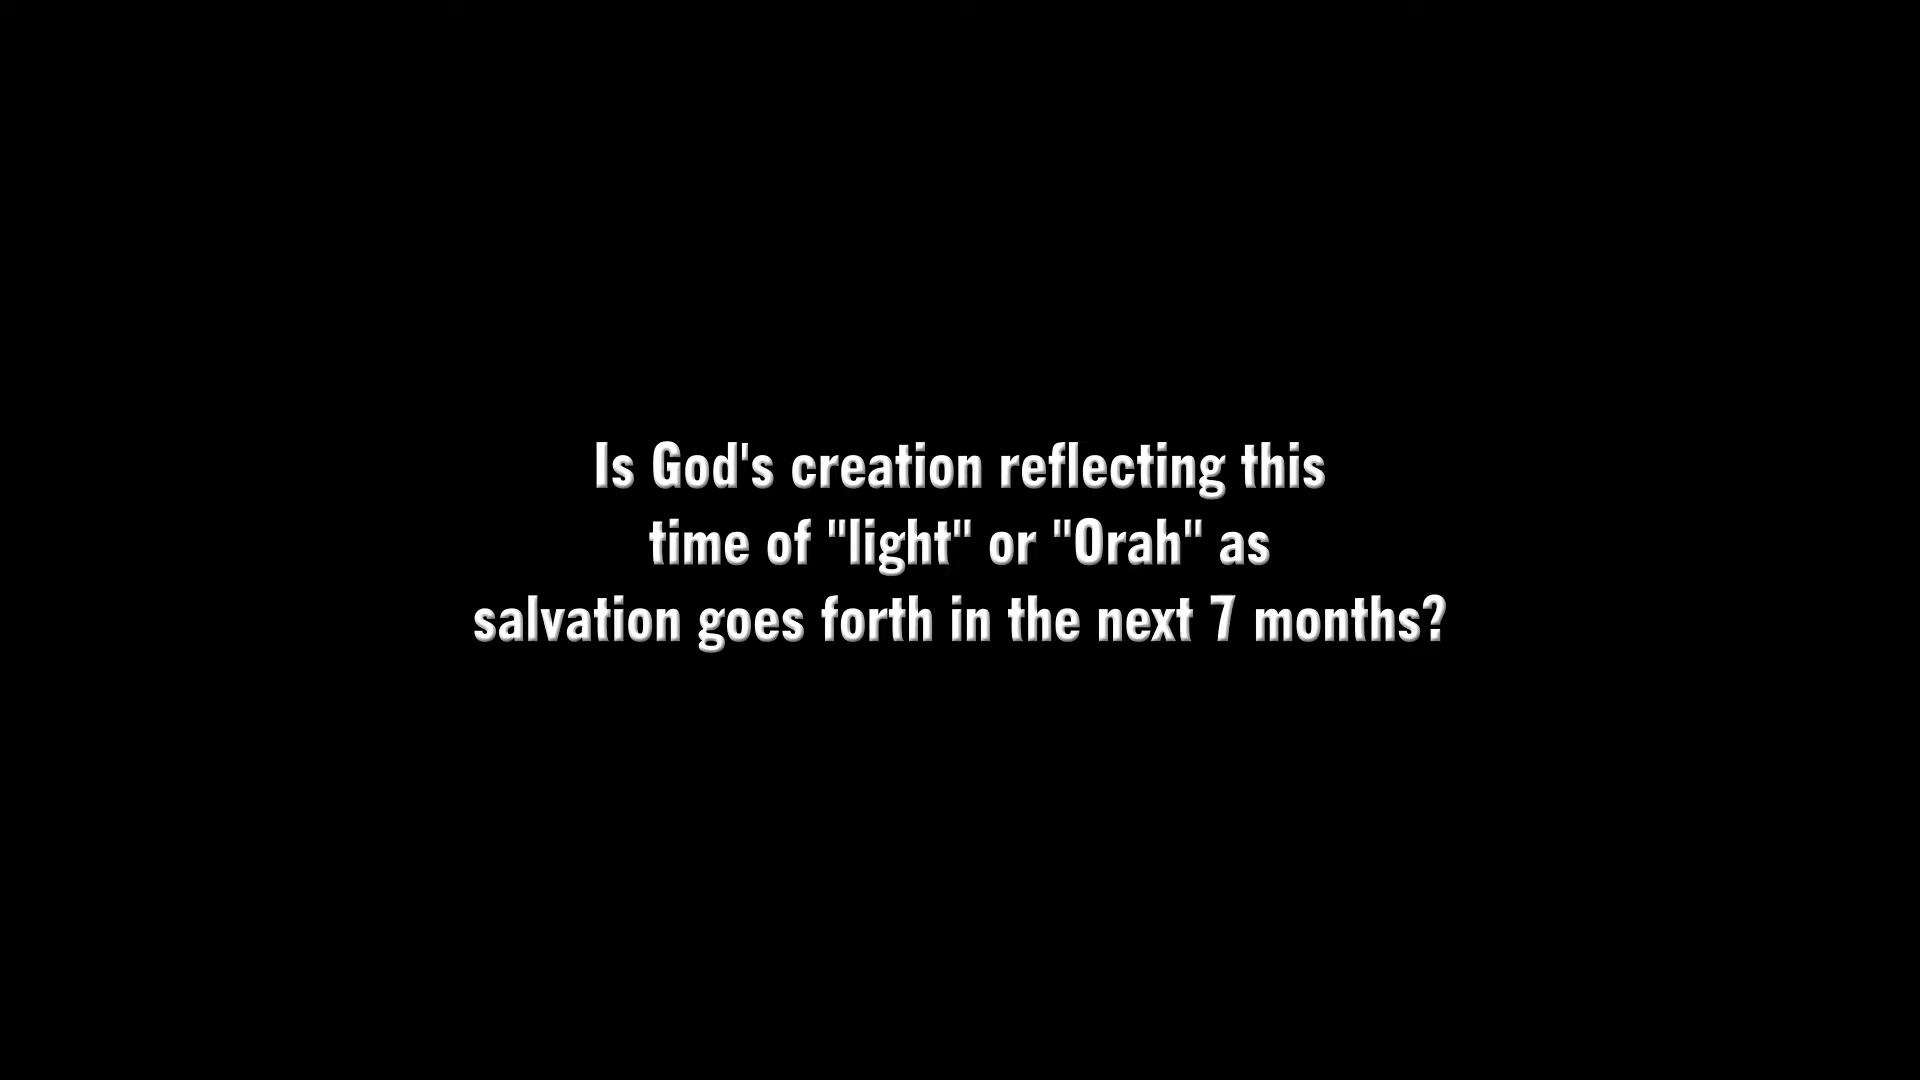 Is God's creation reflecting this
time of "light" or "Orah" as
salvation goes forth in the next 7 months?